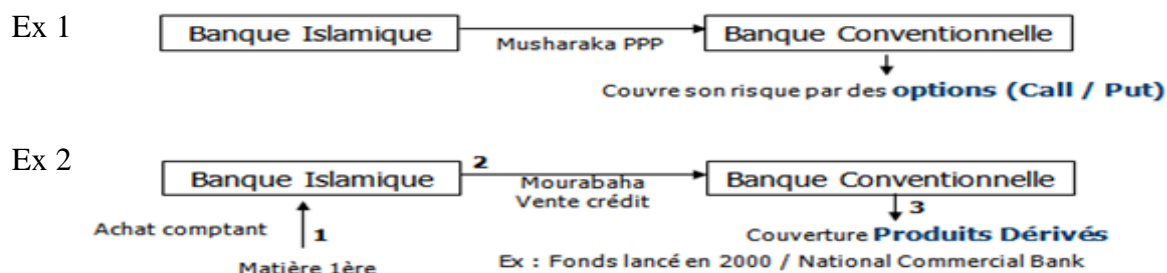 Ex 1
Banque Islamique
Banque Conventionnelle
Musharaka PPP
Couvre son risque par des options (Call / Put)
Ex 2
Banque Islamique
2
Banque Conventionnelle
Mourabaha
Vente crédit
3
Achat comptant
1
Couverture Produits Dérivés
Matière 1ère
Ex : Fonds lancé en 2000 / National Commercial Bank